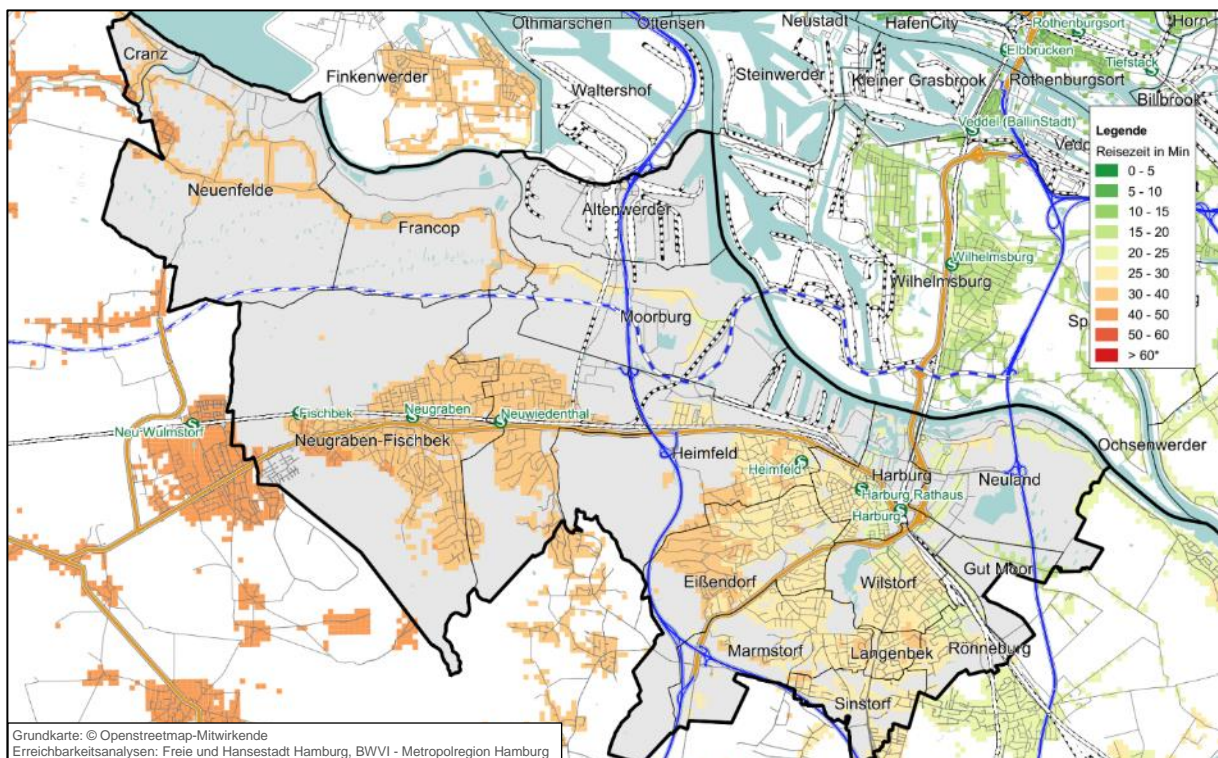 Othmarschen
Ottensen
Neustadt
HafenCity
Rothenburgsort
Horn
Cranz
Finkenwerder
Waltershof
Steinwerder
Kleiner Grasbrook
Elbbrücken
Rothenburgsort
Tiefstack
Billbrook
Veddel (BallinStadt)
Legende
Reisezeit in Min
0 - 5
5 - 10
10 - 15
15 - 20
20 - 25
25 - 30
30 - 40
40 - 50
50 - 60
> 60*
Neuenfelde
Francop
Altenwerder
Wilhelmsburg
Wilhelmsburg
Moorburg
Fischbek
Neugraben
Neuwiedenthal
Neu-Wulmstorf
Neugraben-Fischbek
Heimfeld
Heimfeld
Harburg
Harburg Rathaus
Harburg
Neuland
Ochsenwerder
Gut Moor
Eißendorf
Wilstorf
Marmstorf
Langenbek
Rönneburg
Sinstorf
Grundkarte: © Openstreetmap-Mitwirkende
Erreichbarkeitsanalysen: Freie und Hansestadt Hamburg, BWVI - Metropolregion Hamburg